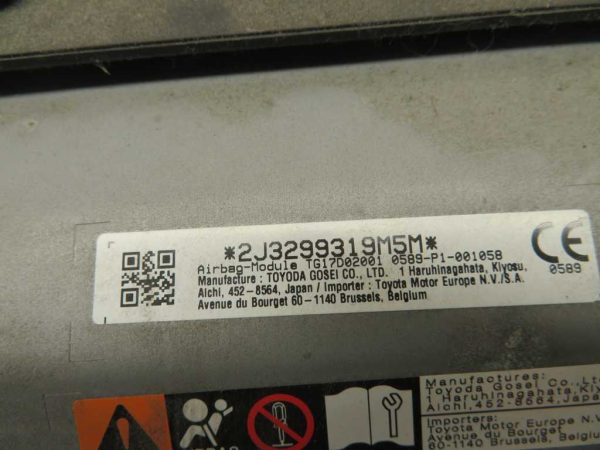 *2J3299319M5M*
Airbag-Module TG17D02001 0589-P1-001058
Manufacture : TOYODA GOSEI CO., LTD. 1 Haruhinagahata, Kiyosu,
Aichi, 452-8564, Japan / Importer : Toyota Motor Europe N.V./S.A.
Avenue du Bourget 60-1140 Brussels, Belgium
CE
0589
Manufactures:
Toyoda Gosei Co.,Lt
1 Haruhinagahata,Kiy
Aichi,452-8564,Japa
Importers:
Toyota Motor Europe N.V
Avenue du Bourget
60-1140 Brussels, Belgiu